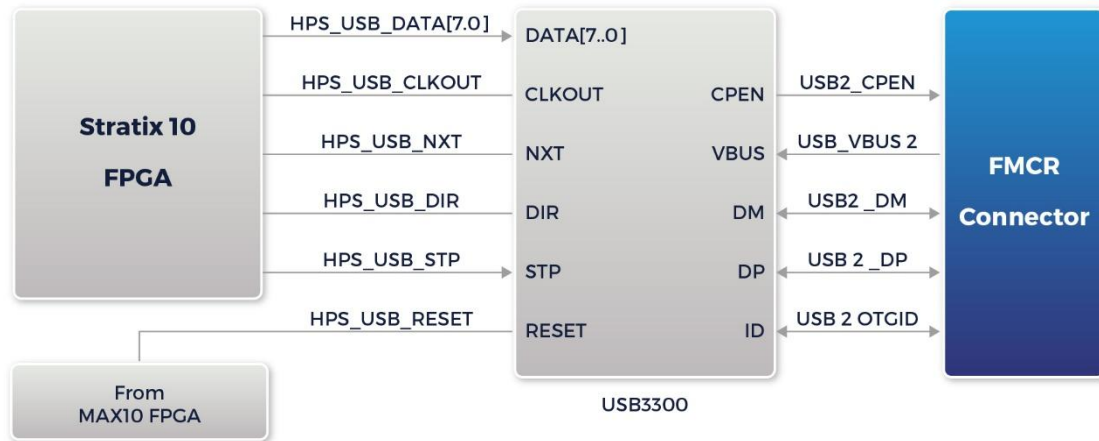 HPS_USB_DATA[7.0]
DATA[7..0]
HPS_USB_CLKOUT
CLKOUT
CPEN
USB2_CPEN
Stratix 10
FPGA
HPS_USB_NXT
NXT
VBUS
USB_VBUS 2
FMCR
Connector
HPS_USB_DIR
DIR
DM
USB2 _DM
HPS_USB_STP
STP
DP
USB 2 _DP
HPS_USB_RESET
RESET
ID
USB 2 OTGID
From
MAX10 FPGA
USB3300